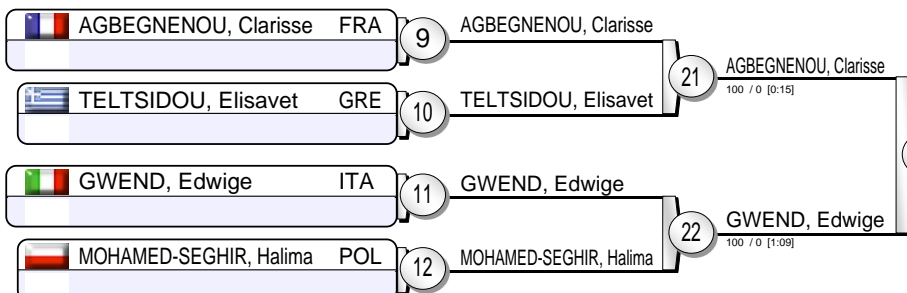 AGBEGNENOU, Clarisse FRA
9
AGBEGNENOU, Clarisse
21
AGBEGNENOU, Clarisse
100 / 0 [0:15]
TELTSIDOU, Elisavet GRE
10
TELTSIDOU, Elisavet
GWEND, Edwige ITA
11
GWEND, Edwige
22
GWEND, Edwige
100 / 0 [1:09]
MOHAMED-SEGHIR, Halima POL
12
MOHAMED-SEGHIR, Halima